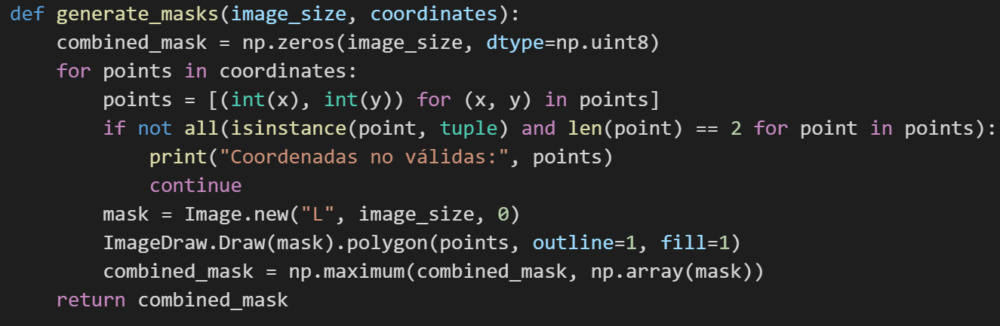 def generate_masks(image_size, coordinates):
    combined_mask = np.zeros(image_size, dtype=np.uint8)
    for points in coordinates:
        points = [(int(x), int(y)) for (x, y) in points]
        if not all(isinstance(point, tuple) and len(point) == 2 for point in points):
            print("Coordenadas no válidas:", points)
            continue
        mask = Image.new("L", image_size, 0)
        ImageDraw.Draw(mask).polygon(points, outline=1, fill=1)
        combined_mask = np.maximum(combined_mask, np.array(mask))
    return combined_mask